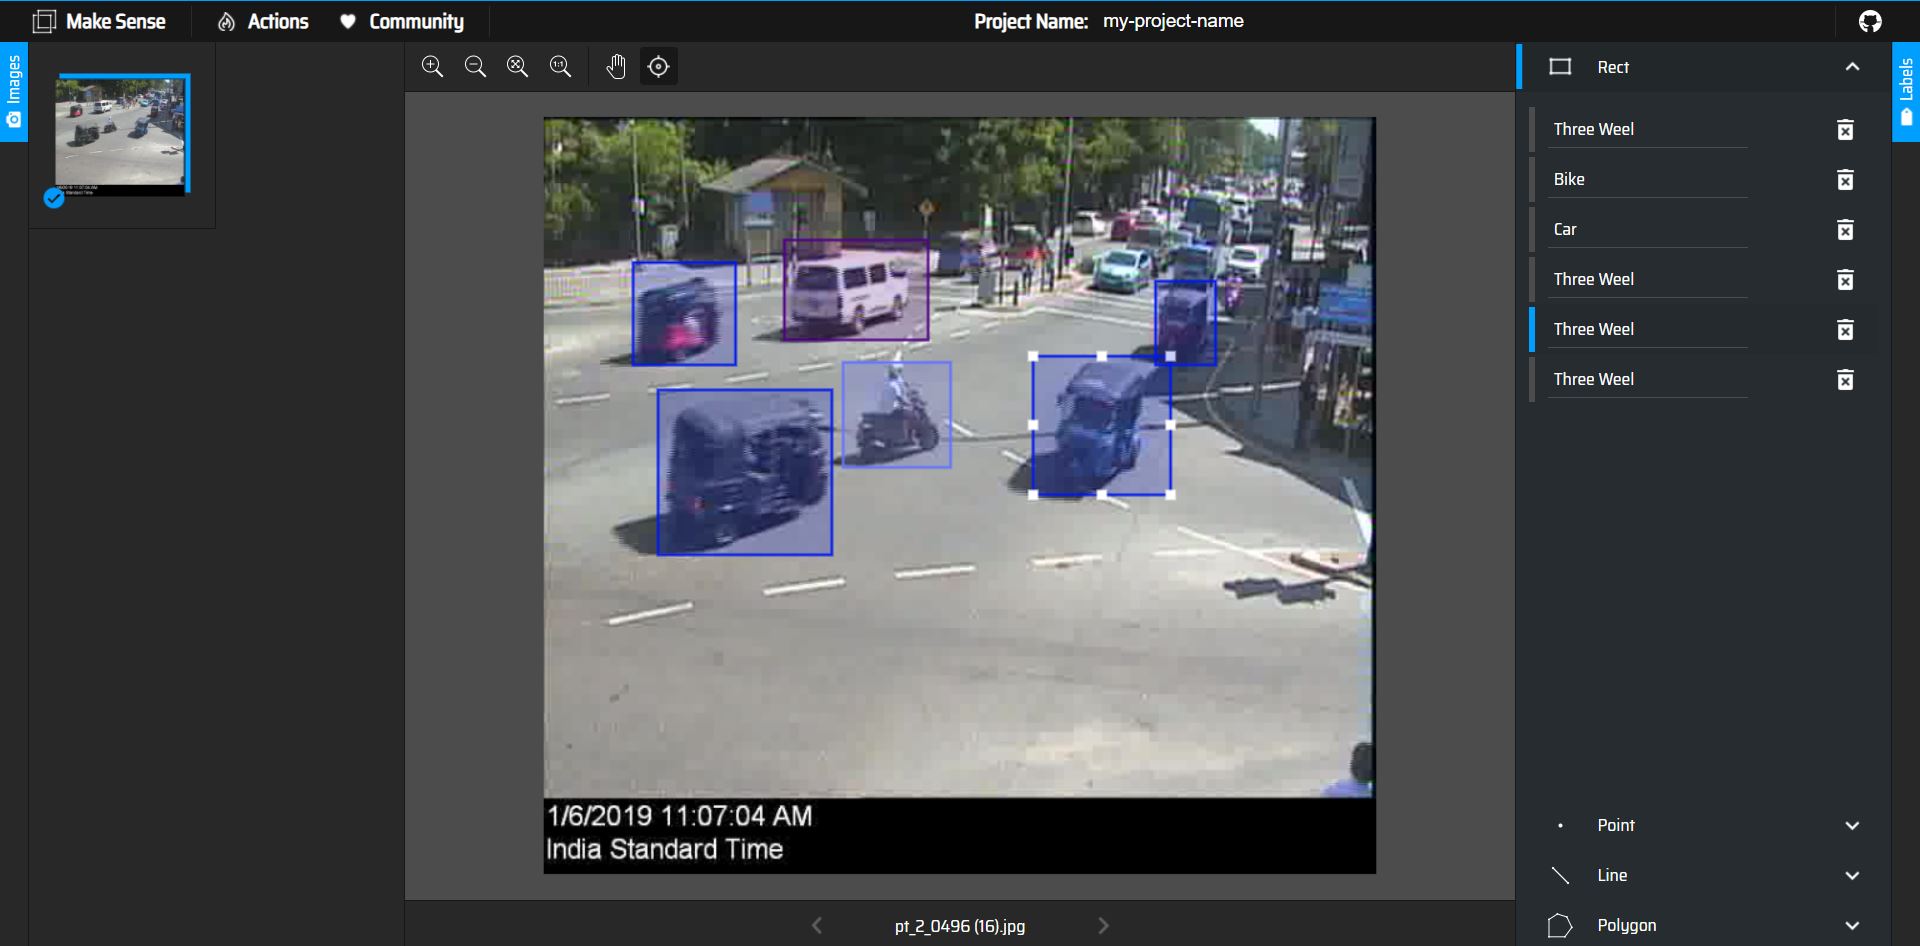 Make Sense
Actions
Community
Project Name: my-project-name
Images
Labels
1:1
Rect
Three Weel
Bike
Car
Three Weel
Three Weel
Three Weel
1/6/2019 11:07:04 AM
India Standard Time
Point
Line
Polygon
pt_2_0496 (16).jpg